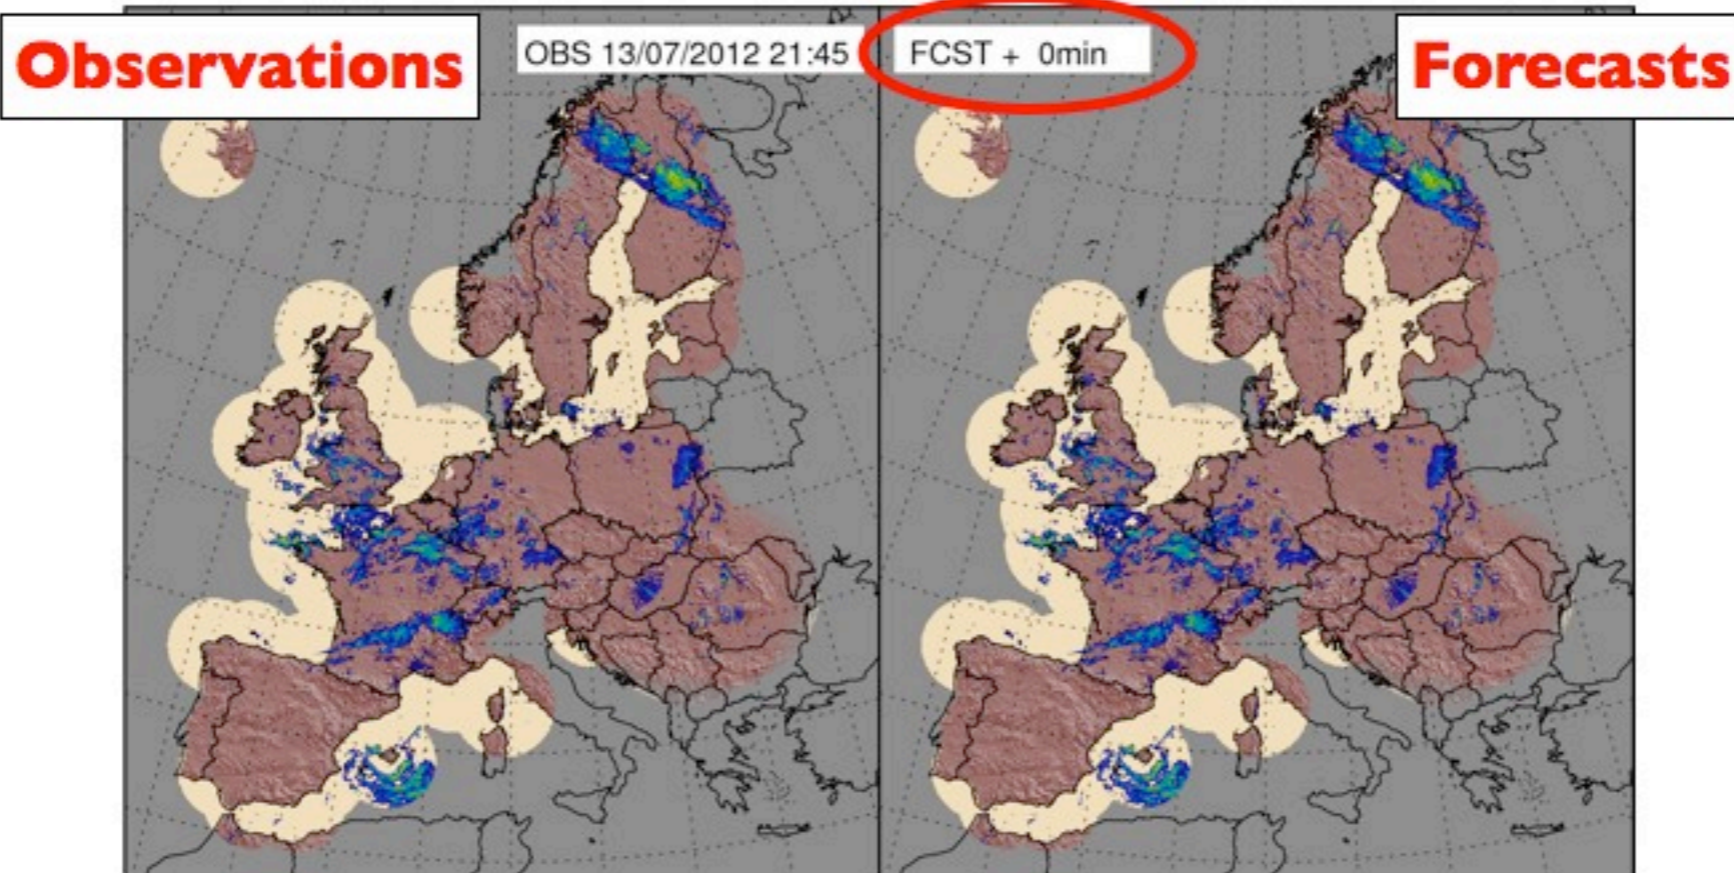 Observations
OBS 13/07/2012 21:45
FCST + 0min
Forecasts